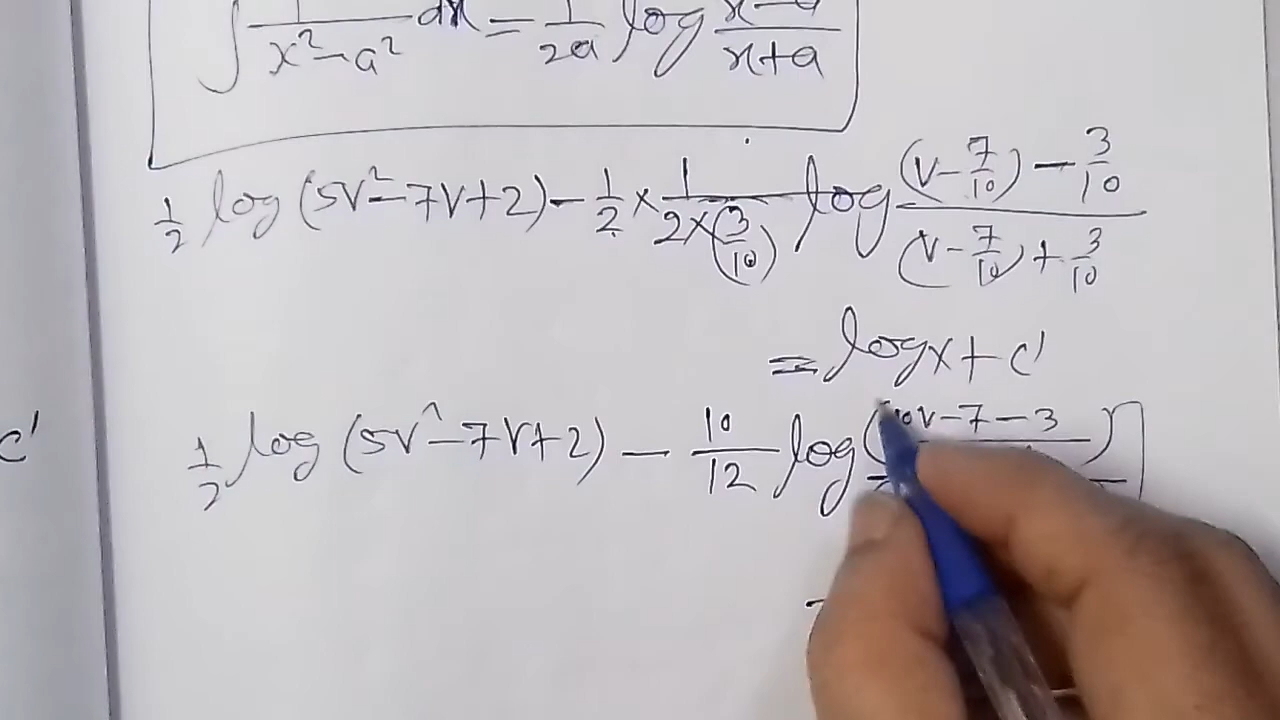 ∫ 1/(x²-a²) dx = 1/2a log (x-a)/(x+a)
1/2 log (5v²-7v+2) - 1/2 × 1/(2×(3/10)) log ((v-7/10) - 3/10)/((v-7/10) + 3/10)
= log x + c'
c'
1/2 log (5v^-7v+2) - 10/12 log (10v-7-3